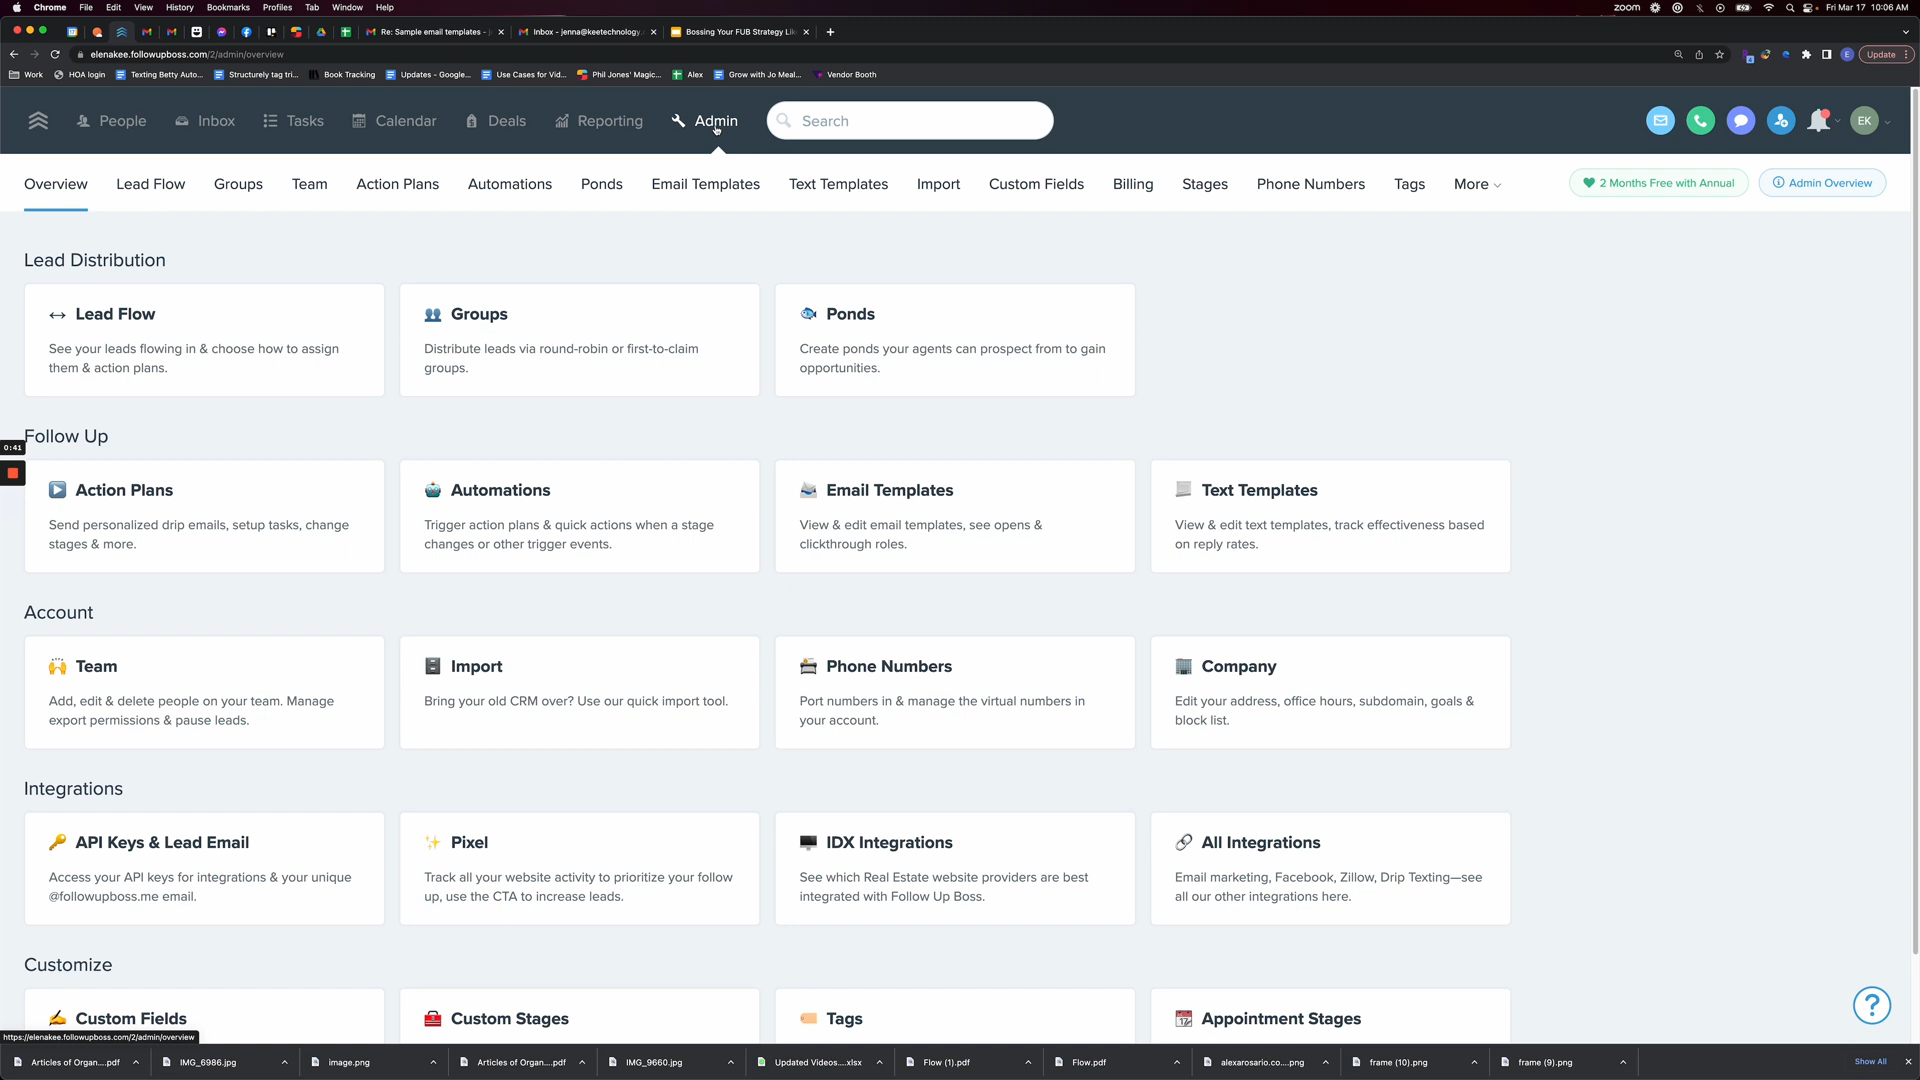 Chrome File Edit View History Bookmarks Profiles Tab Window Help zoom Fri Mar 17 10:06 AM
Re: Sample email templates - j Inbox - jenna@keetechnology. Bossing Your FUB Strategy Lik
elenakee.followupboss.com/2/admin/overview Update
Work HOA login Texting Betty Auto... Structurely tag tri... Book Tracking Updates - Google... Use Cases for Vid... Phil Jones' Magic... Alex Grow with Jo Meal... Vendor Booth
People Inbox Tasks Calendar Deals Reporting Admin Search EK
Overview Lead Flow Groups Team Action Plans Automations Ponds Email Templates Text Templates Import Custom Fields Billing Stages Phone Numbers Tags More 2 Months Free with Annual Admin Overview
Lead Distribution
Lead Flow
See your leads flowing in & choose how to assign
them & action plans.
Groups
Distribute leads via round-robin or first-to-claim
groups.
Ponds
Create ponds your agents can prospect from to gain
opportunities.
Follow Up
0:41
Action Plans
Send personalized drip emails, setup tasks, change
stages & more.
Automations
Trigger action plans & quick actions when a stage
changes or other trigger events.
Email Templates
View & edit email templates, see opens &
clickthrough roles.
Text Templates
View & edit text templates, track effectiveness based
on reply rates.
Account
Team
Add, edit & delete people on your team. Manage
export permissions & pause leads.
Import
Bring your old CRM over? Use our quick import tool.
Phone Numbers
Port numbers in & manage the virtual numbers in
your account.
Company
Edit your address, office hours, subdomain, goals &
block list.
Integrations
API Keys & Lead Email
Access your API keys for integrations & your unique
@followupboss.me email.
Pixel
Track all your website activity to prioritize your follow
up, use the CTA to increase leads.
IDX Integrations
See which Real Estate website providers are best
integrated with Follow Up Boss.
All Integrations
Email marketing, Facebook, Zillow, Drip Texting—see
all our other integrations here.
Customize
Custom Fields
Custom Stages
Tags
Appointment Stages
?
https://elenakee.followupboss.com/2/admin/overview
Articles of Organ....pdf IMG_6986.jpg image.png Articles of Organ....pdf IMG_9660.jpg Updated Videos....xlsx Flow (1).pdf Flow.pdf alexarosario.co....png frame (10).png frame (9).png Show All